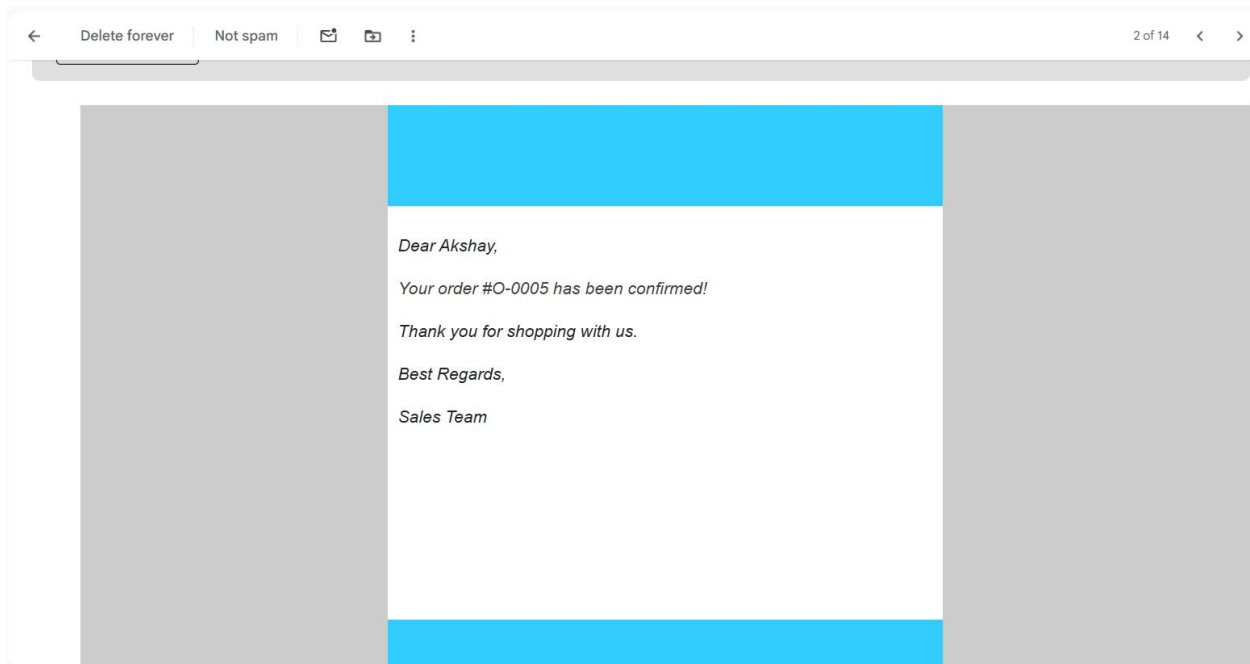 Delete forever
Not spam
2 of 14
Dear Akshay,
Your order #O-0005 has been confirmed!
Thank you for shopping with us.
Best Regards,
Sales Team